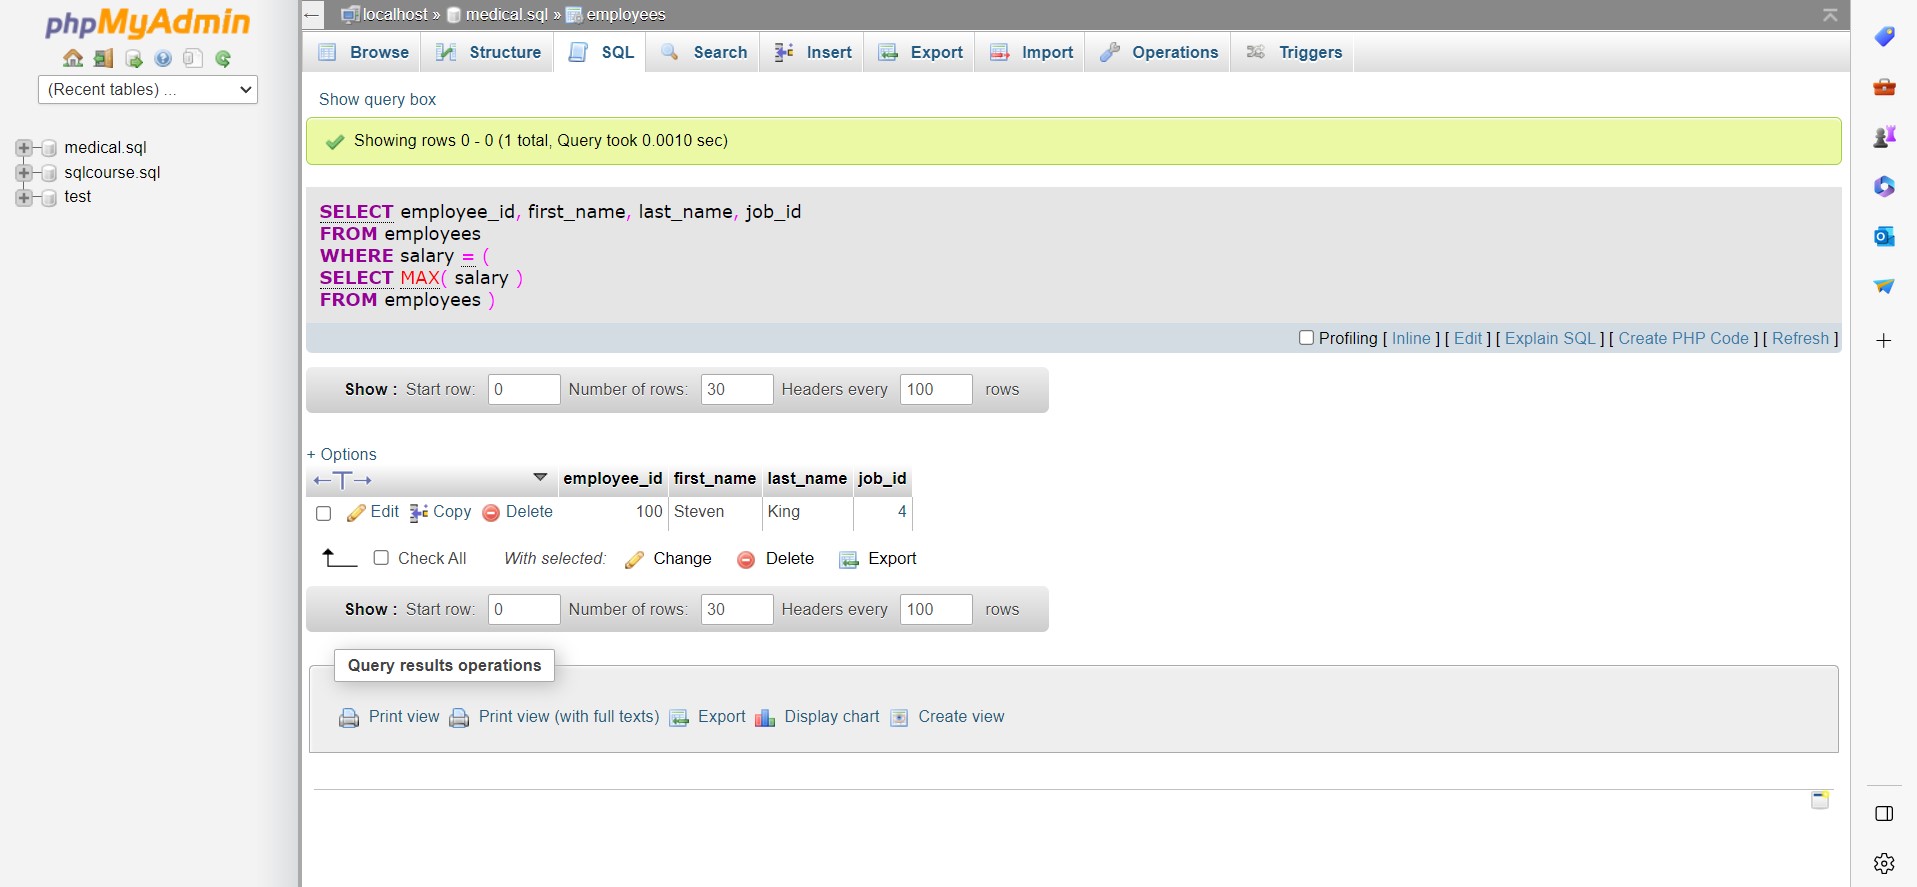 phpMyAdmin
(Recent tables) ...
medical.sql
sqlcourse.sql
test
localhost » medical.sql » employees
Browse Structure SQL Search Insert Export Import Operations Triggers
Show query box
Showing rows 0 - 0 (1 total, Query took 0.0010 sec)
SELECT employee_id, first_name, last_name, job_id
FROM employees
WHERE salary = (
SELECT MAX( salary )
FROM employees )
Profiling [ Inline ] [ Edit ] [ Explain SQL ] [ Create PHP Code ] [ Refresh ]
Show : Start row: 0 Number of rows: 30 Headers every 100 rows
+ Options
←T→ employee_id first_name last_name job_id
Edit Copy Delete 100 Steven King 4
Check All With selected: Change Delete Export
Show : Start row: 0 Number of rows: 30 Headers every 100 rows
Query results operations
Print view Print view (with full texts) Export Display chart Create view